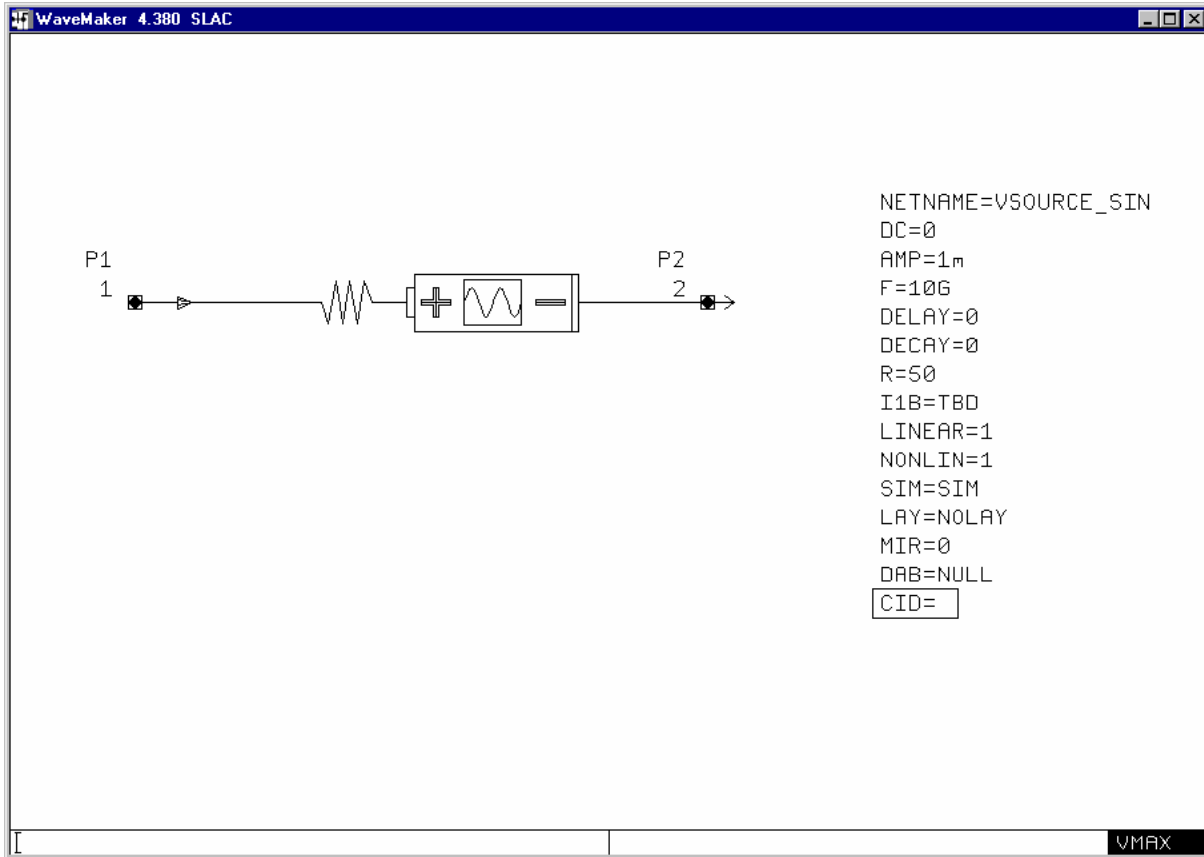 WaveMaker 4.380 SLAC
P1
1
P2
2
NETNAME=VSOURCE_SIN
DC=0
AMP=1m
F=10G
DELAY=0
DECAY=0
R=50
I1B=TBD
LINEAR=1
NONLIN=1
SIM=SIM
LAY=NOLAY
MIR=0
DAB=NULL
CID=
VMAX